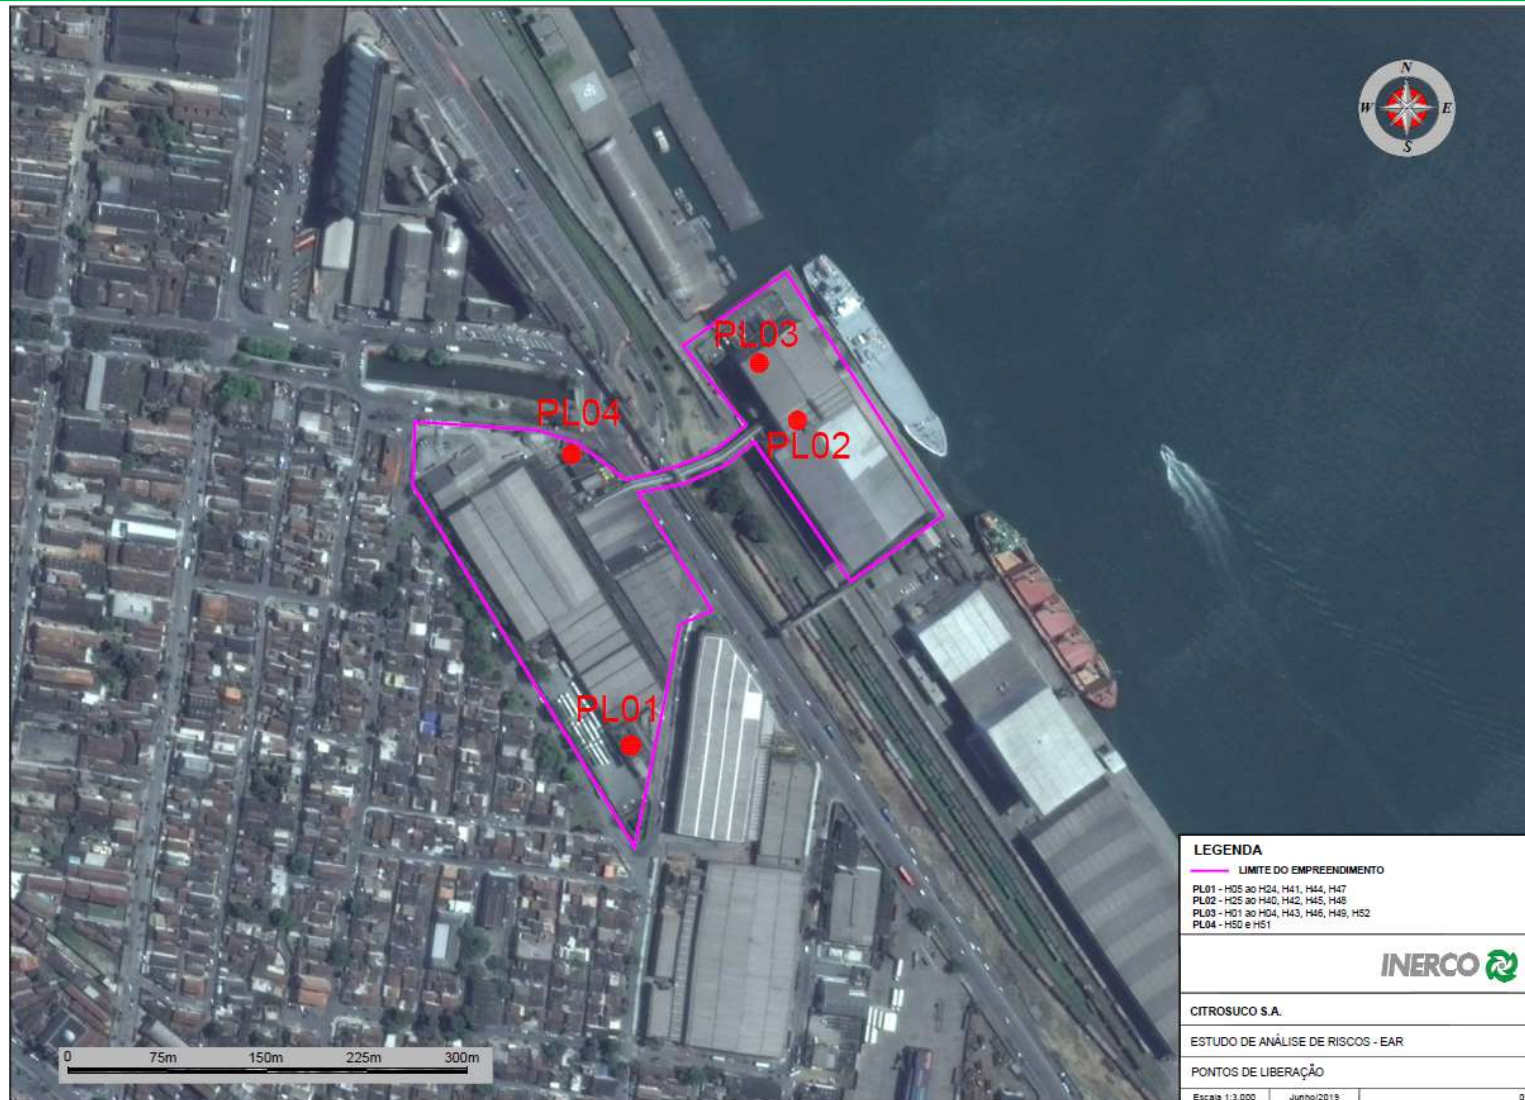 N
W E
S
PL03
PL04
PL02
PL01
0 75m 150m 225m 300m
LEGENDA
LIMITE DO EMPREENDIMENTO
PL01 - H05 ao H24, H41, H44, H47
PL02 - H25 ao H40, H42, H45, H48
PL03 - H01 ao H04, H43, H46, H49, H52
PL04 - H50 e H51
INERCO
CITROSUCO S.A.
ESTUDO DE ANÁLISE DE RISCOS - EAR
PONTOS DE LIBERAÇÃO
Escala 1:3.000 Junho/2019 0